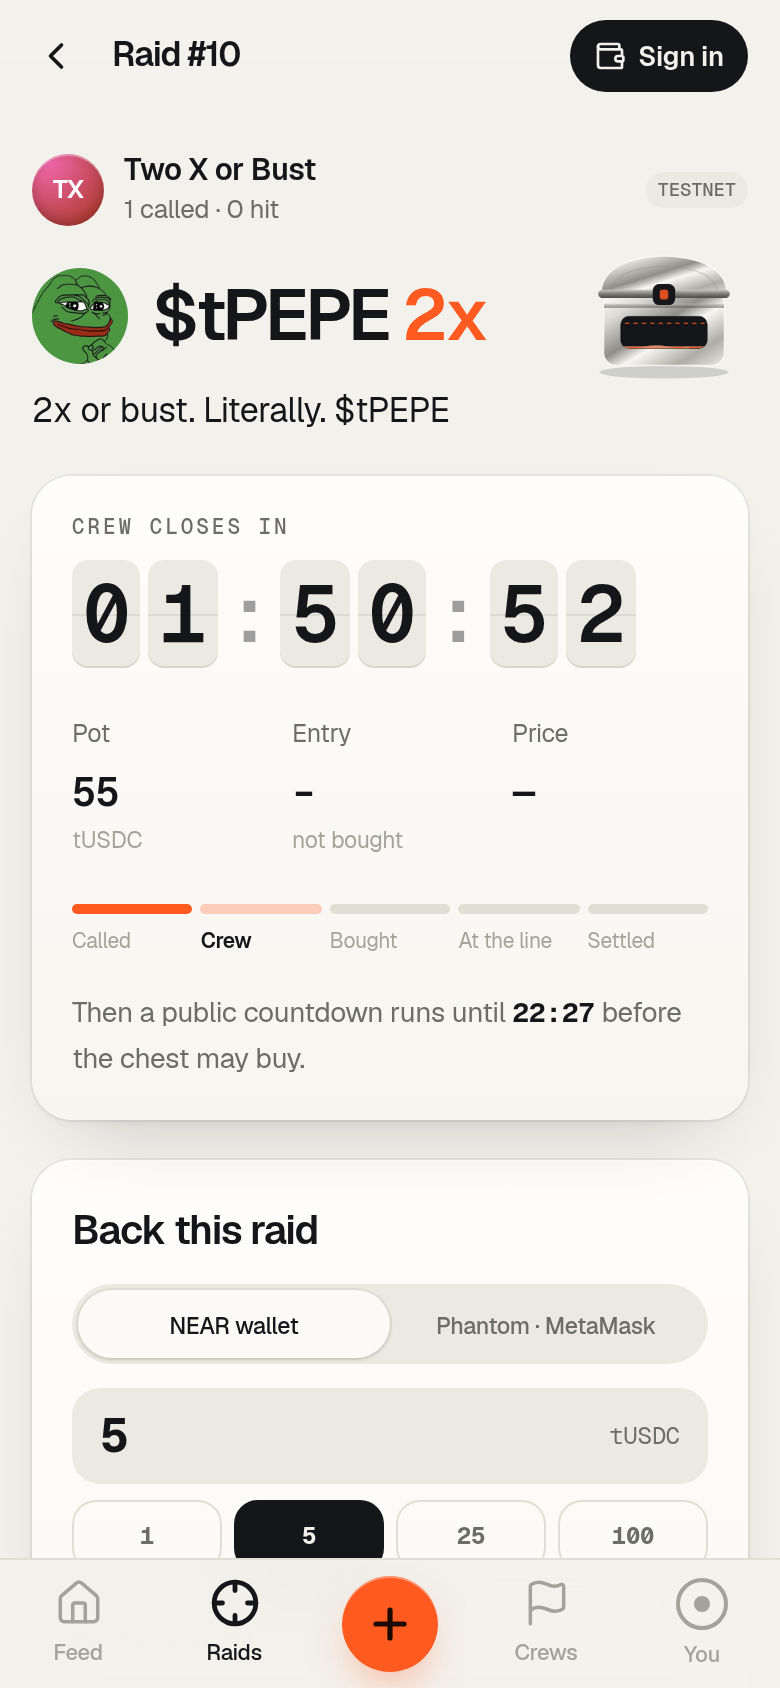 Raid #10
Sign in
TX
Two X or Bust
1 called · 0 hit
TESTNET
$tPEPE 2x
2x or bust. Literally. $tPEPE
CREW CLOSES IN
01:50:52
Pot Entry Price
55 - –
tUSDC not bought
Called Crew Bought At the line Settled
Then a public countdown runs until 22:27 before
the chest may buy.
Back this raid
NEAR wallet Phantom · MetaMask
5 tUSDC
1 5 25 100
Feed Raids Crews You